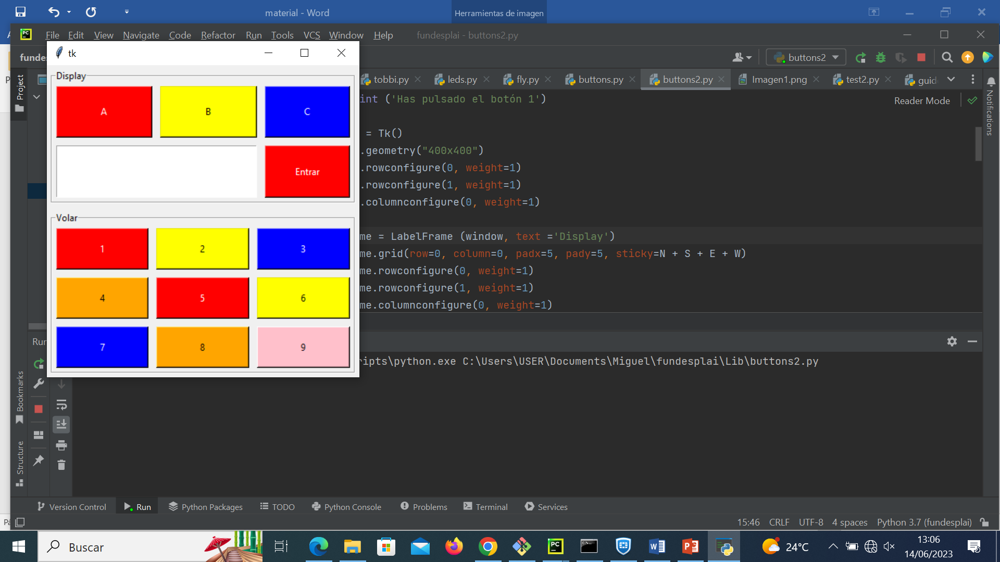 material - Word
Herramientas de imagen
File Edit View Navigate Code Refactor Run Tools VCS Window Help fundesplai - buttons2.py
tk
buttons2
tobbi.py leds.py fly.py buttons.py buttons2.py Imagen1.png test2.py guid
Project
Notifications
Reader Mode
Display
A B C
Entrar
Volar
1 2 3
4 5 6
7 8 9
int ('Has pulsado el botón 1')
= Tk()
.geometry("400x400")
.rowconfigure(0, weight=1)
.rowconfigure(1, weight=1)
.columnconfigure(0, weight=1)
me = LabelFrame (window, text ='Display')
me.grid(row=0, column=0, padx=5, pady=5, sticky=N + S + E + W)
me.rowconfigure(0, weight=1)
me.rowconfigure(1, weight=1)
me.columnconfigure(0, weight=1)
ripts\python.exe C:\Users\USER\Documents\Miguel\fundesplai\Lib\buttons2.py
Bookmarks
Structure
Version Control Run Python Packages TODO Python Console Problems Terminal Services
15:46 CRLF UTF-8 4 spaces Python 3.7 (fundesplai)
Buscar
24°C
13:06
14/06/2023